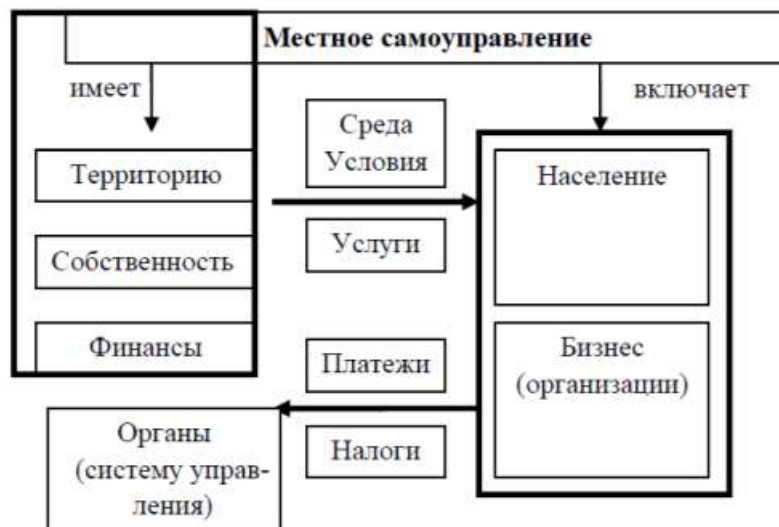 Местное самоуправление
имеет
включает
Среда
Условия
Территорию
Население
Услуги
Собственность
Финансы
Платежи
Бизнес
(организации)
Органы
(систему управ-
ления)
Налоги